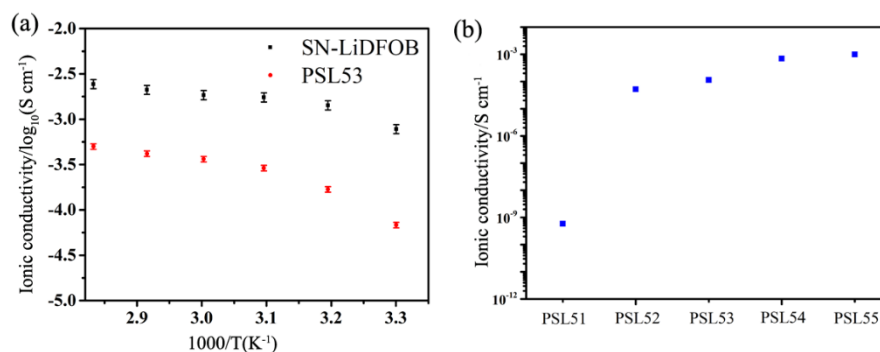 (a)
Ionic conductivity/log₁₀(S cm⁻¹)
-2.0
-2.5
-3.0
-3.5
-4.0
-4.5
-5.0
SN-LiDFOB
PSL53
2.9 3.0 3.1 3.2 3.3
1000/T(K⁻¹)
(b)
Ionic conductivity/S cm⁻¹
10⁻³
10⁻⁶
10⁻⁹
10⁻¹²
PSL51 PSL52 PSL53 PSL54 PSL55